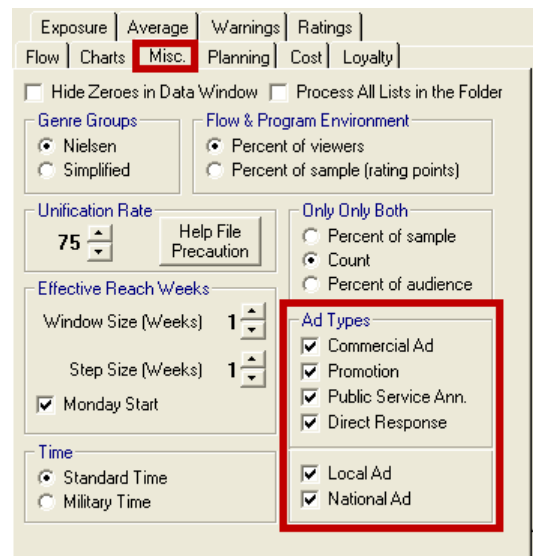 Exposure Average Warnings Ratings
Flow Charts Misc. Planning Cost Loyalty
Hide Zeroes in Data Window Process All Lists in the Folder
Genre Groups
Nielsen
Simplified
Flow & Program Environment
Percent of viewers
Percent of sample (rating points)
Unification Rate
75
Help File
Precaution
Only Only Both
Percent of sample
Count
Percent of audience
Effective Reach Weeks
Window Size (Weeks) 1
Step Size (Weeks) 1
Monday Start
Ad Types
Commercial Ad
Promotion
Public Service Ann.
Direct Response
Local Ad
National Ad
Time
Standard Time
Military Time